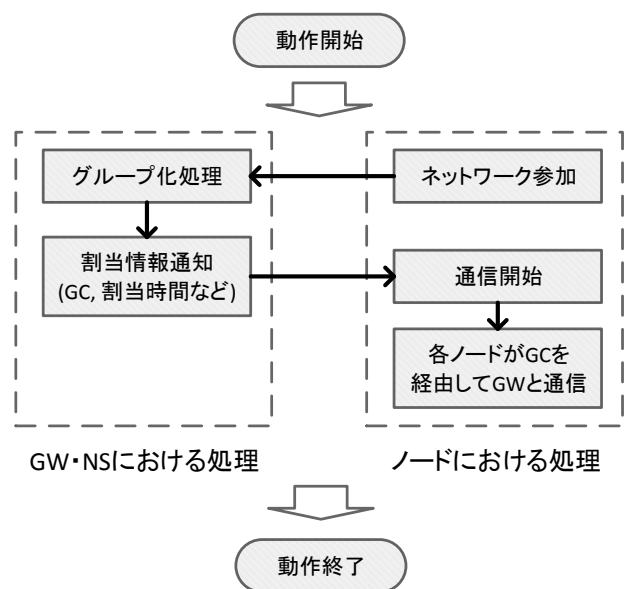 動作開始
グループ化処理
ネットワーク参加
割当情報通知
(GC, 割当時間など)
通信開始
各ノードがGCを
経由してGWと通信
GW・NSにおける処理
ノードにおける処理
動作終了